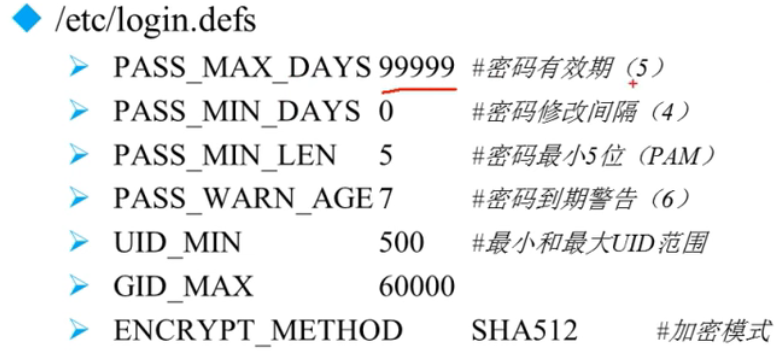 /etc/login.defs
PASS_MAX_DAYS 99999 #密码有效期（5）
PASS_MIN_DAYS 0 #密码修改间隔（4）
PASS_MIN_LEN 5 #密码最小5位（PAM）
PASS_WARN_AGE 7 #密码到期警告（6）
UID_MIN 500 #最小和最大UID范围
GID_MAX 60000
ENCRYPT_METHOD SHA512 #加密模式